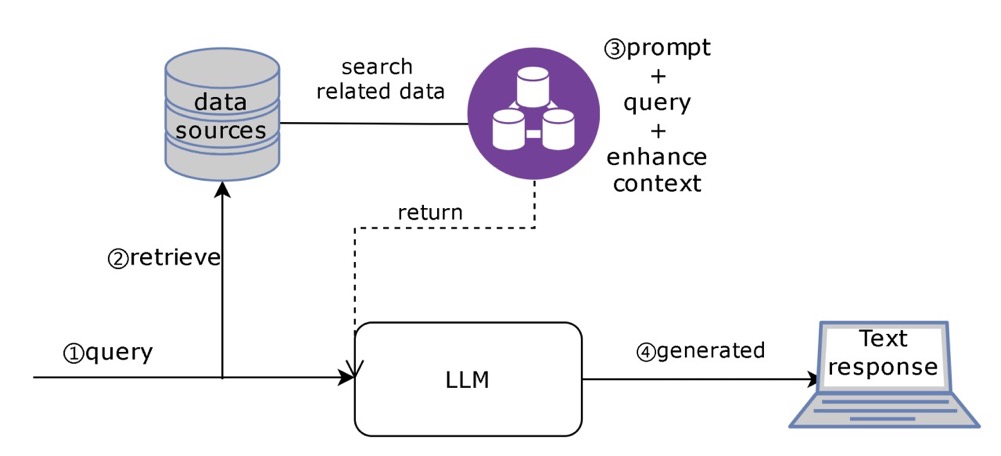 data
sources
search
related data
③prompt
+
query
+
enhance
context
return
②retrieve
①query
LLM
④generated
Text
response